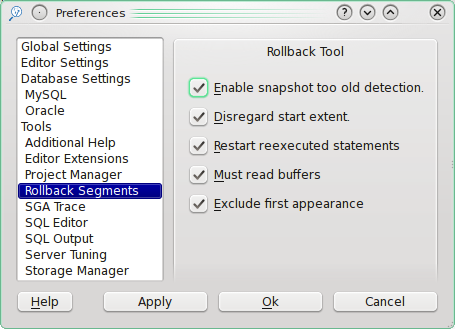 Preferences
Global Settings
Editor Settings
Database Settings
MySQL
Oracle
Tools
Additional Help
Editor Extensions
Project Manager
Rollback Segments
SGA Trace
SQL Editor
SQL Output
Server Tuning
Storage Manager
Rollback Tool
Enable snapshot too old detection.
Disregard start extent.
Restart reexecuted statements
Must read buffers
Exclude first appearance
Help
Apply
Ok
Cancel